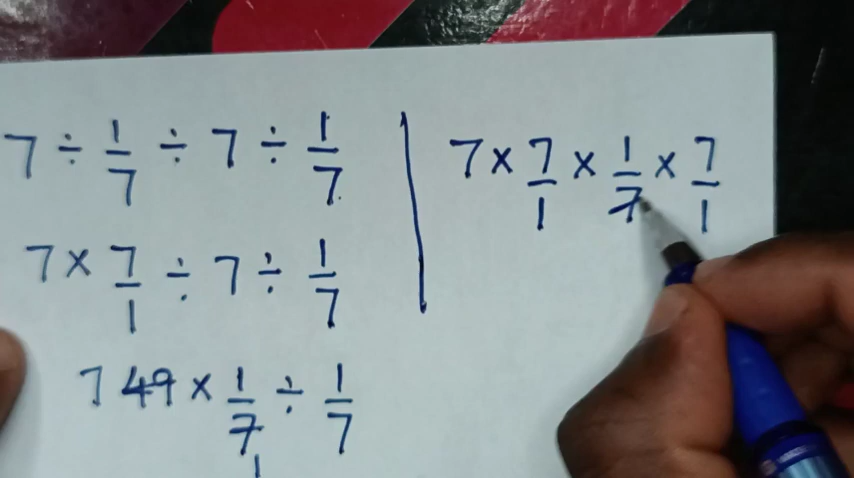 7 ÷ 1/7 ÷ 7 ÷ 1/7
7 × 7/1 ÷ 7 ÷ 1/7
7 49 × 1/7 ÷ 1/7
1
7 × 7/1 × 1/7 × 7/1